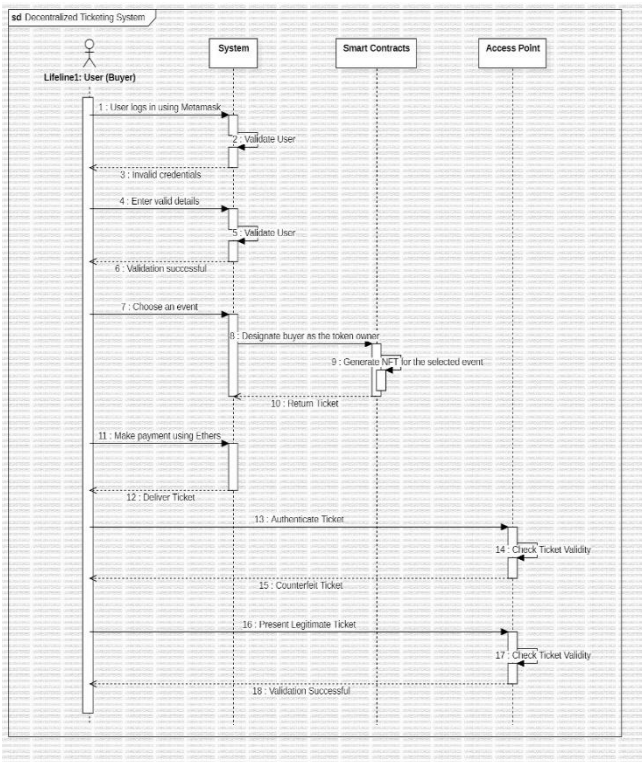 sd Decentralized Ticketing System
System
Smart Contracts
Access Point
Lifeline1: User (Buyer)
1 : User logs in using Metamask
2 : Validate User
3 : Invalid credentials
4 : Enter valid details
5 : Validate User
6 : Validation successful
7 : Choose an event
8 : Designate buyer as the token owner
9 : Generate NFT for the selected event
10 : Return Ticket
11 : Make payment using Ethers
12 : Deliver Ticket
13 : Authenticate Ticket
14 : Check Ticket Validity
15 : Counterfeit Ticket
16 : Present Legitimate Ticket
17 : Check Ticket Validity
18 : Validation Successful